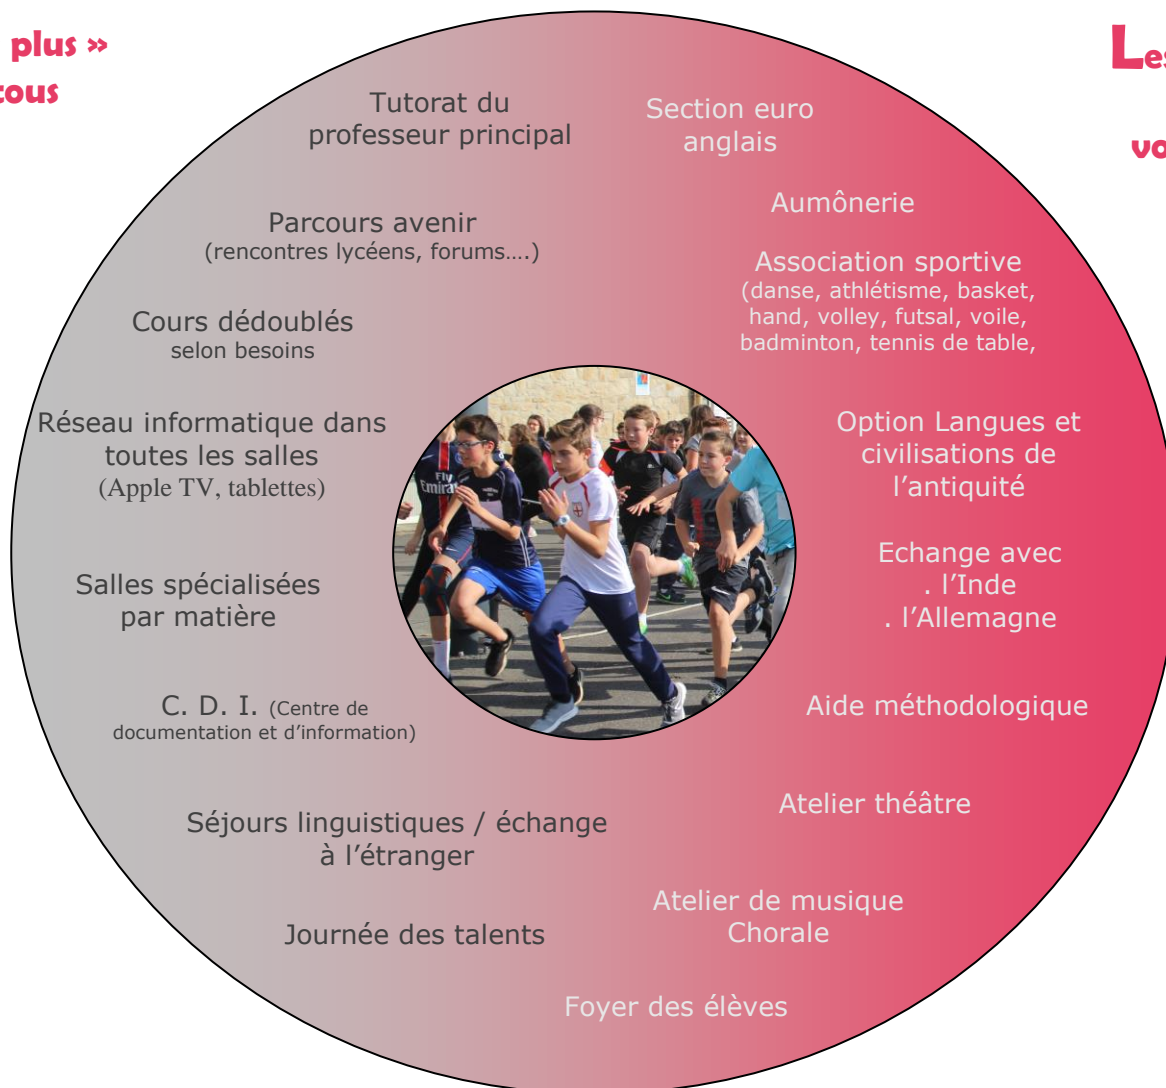 plus »
tous
Les
vo
Tutorat du
professeur principal
Parcours avenir
(rencontres lycéens, forums….)
Cours dédoublés
selon besoins
Réseau informatique dans
toutes les salles
(Apple TV, tablettes)
Salles spécialisées
par matière
C. D. I. (Centre de
documentation et d’information)
Séjours linguistiques / échange
à l’étranger
Journée des talents
Section euro
anglais
Aumônerie
Association sportive
(danse, athlétisme, basket,
hand, volley, futsal, voile,
badminton, tennis de table,
Option Langues et
civilisations de
l’antiquité
Echange avec
. l’Inde
. l’Allemagne
Aide méthodologique
Atelier théâtre
Atelier de musique
Chorale
Foyer des élèves
Fly
Emirat